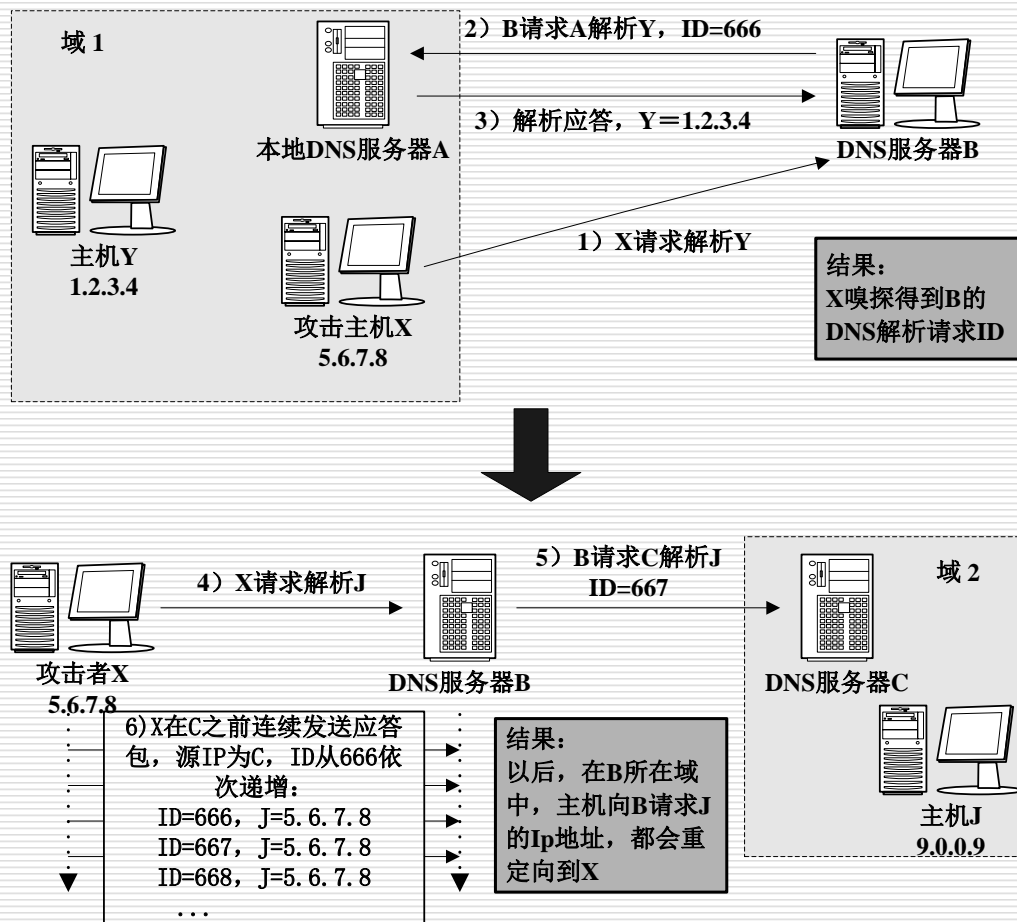 域 1
2）B请求A解析Y，ID=666
3）解析应答，Y＝1.2.3.4
本地DNS服务器A
DNS服务器B
主机Y
1.2.3.4
1）X请求解析Y
攻击主机X
5.6.7.8
结果：
X嗅探得到B的
DNS解析请求ID
4）X请求解析J
5）B请求C解析J
ID=667
域 2
攻击者X
5.6.7.8
DNS服务器B
DNS服务器C
6)X在C之前连续发送应答
包，源IP为C，ID从666依
次递增：
ID=666，J=5.6.7.8
ID=667，J=5.6.7.8
ID=668，J=5.6.7.8
...
结果：
以后，在B所在域
中，主机向B请求J
的Ip地址，都会重
定向到X
主机J
9.0.0.9